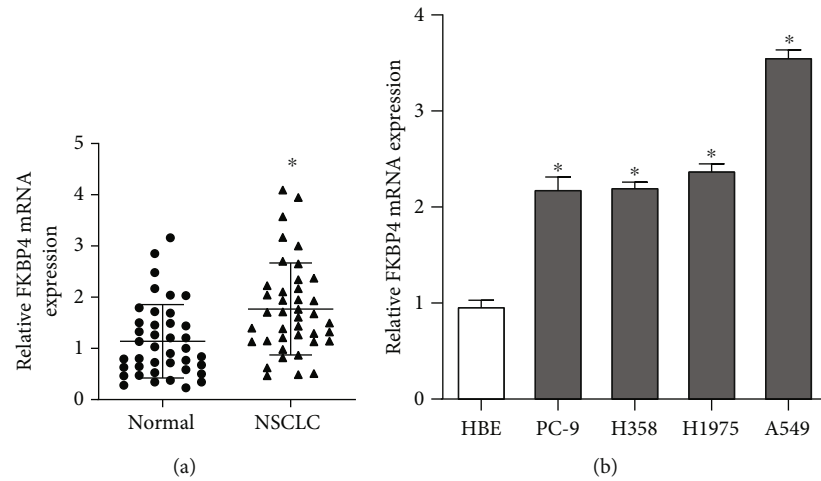 Relative FKBP4 mRNA
expression
5
4
3
2
1
0
*
Normal
NSCLC
(a)
Relative FKBP4 mRNA expression
4
3
2
1
0
*
*
*
*
HBE
PC-9
H358
H1975
A549
(b)